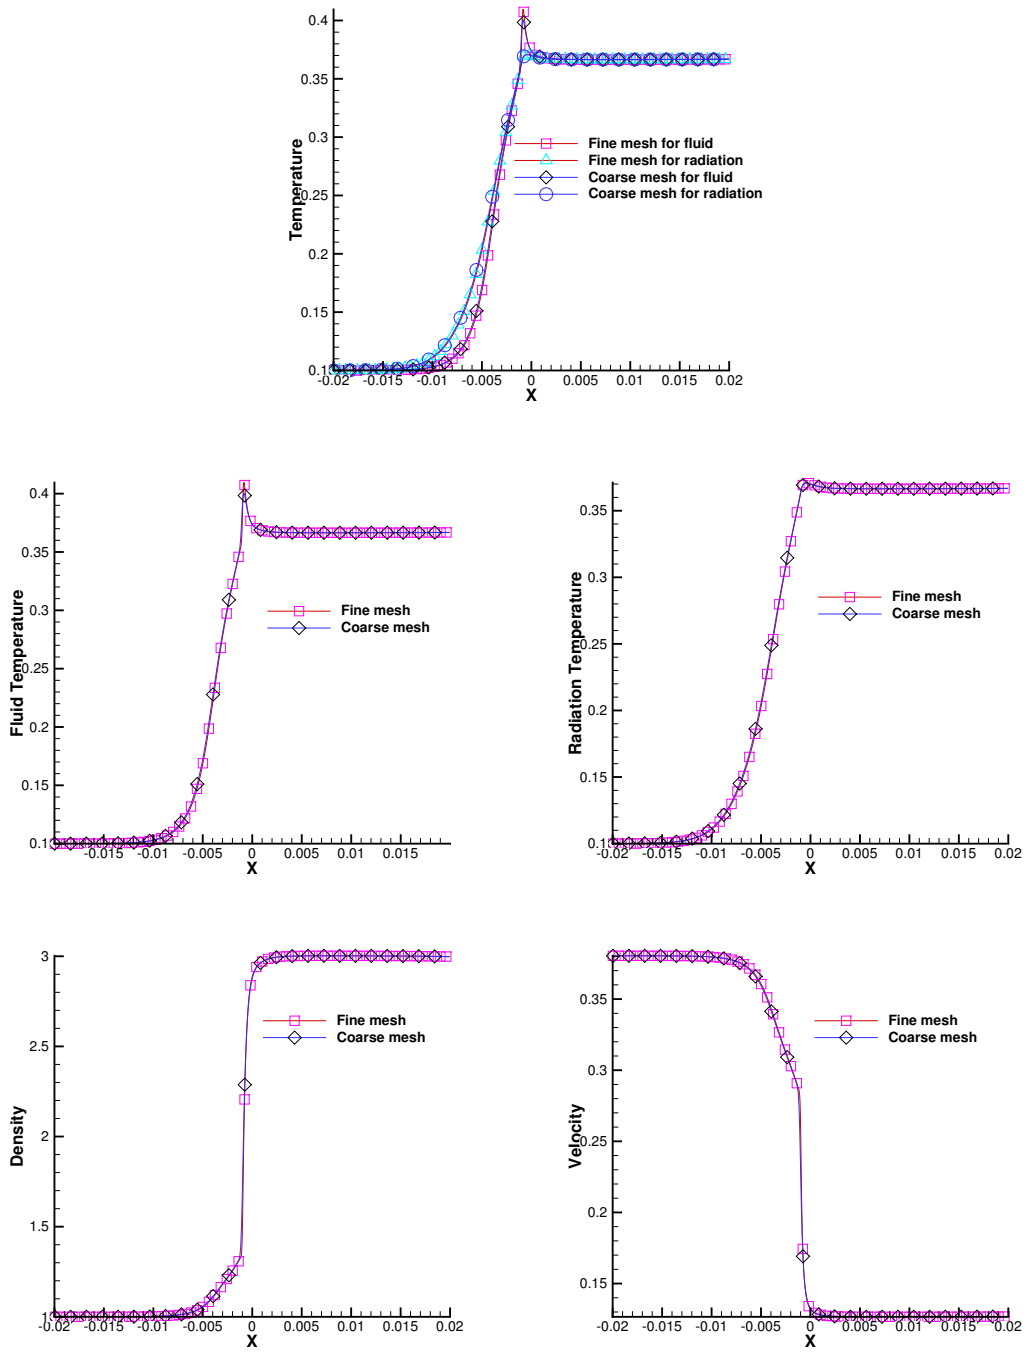 0.4
0.35
0.3
0.25
0.2
0.15
0.1
Temperature
Fine mesh for fluid
Fine mesh for radiation
Coarse mesh for fluid
Coarse mesh for radiation
-0.02 -0.015 -0.01 -0.005 0 0.005 0.01 0.015 0.02
X
0.4
0.35
0.3
0.25
0.2
0.15
0.1
Fluid Temperature
Fine mesh
Coarse mesh
-0.015 -0.01 -0.005 0 0.005 0.01 0.015
X
0.35
0.3
0.25
0.2
0.15
0.1
Radiation Temperature
Fine mesh
Coarse mesh
-0.02 -0.015 -0.01 -0.005 0 0.005 0.01 0.015 0.02
X
3
2.5
2
1.5
1
Density
Fine mesh
Coarse mesh
-0.02 -0.015 -0.01 -0.005 0 0.005 0.01 0.015 0.02
X
0.35
0.3
0.25
0.2
0.15
Velocity
Fine mesh
Coarse mesh
-0.02 -0.015 -0.01 -0.005 0 0.005 0.01 0.015 0.02
X